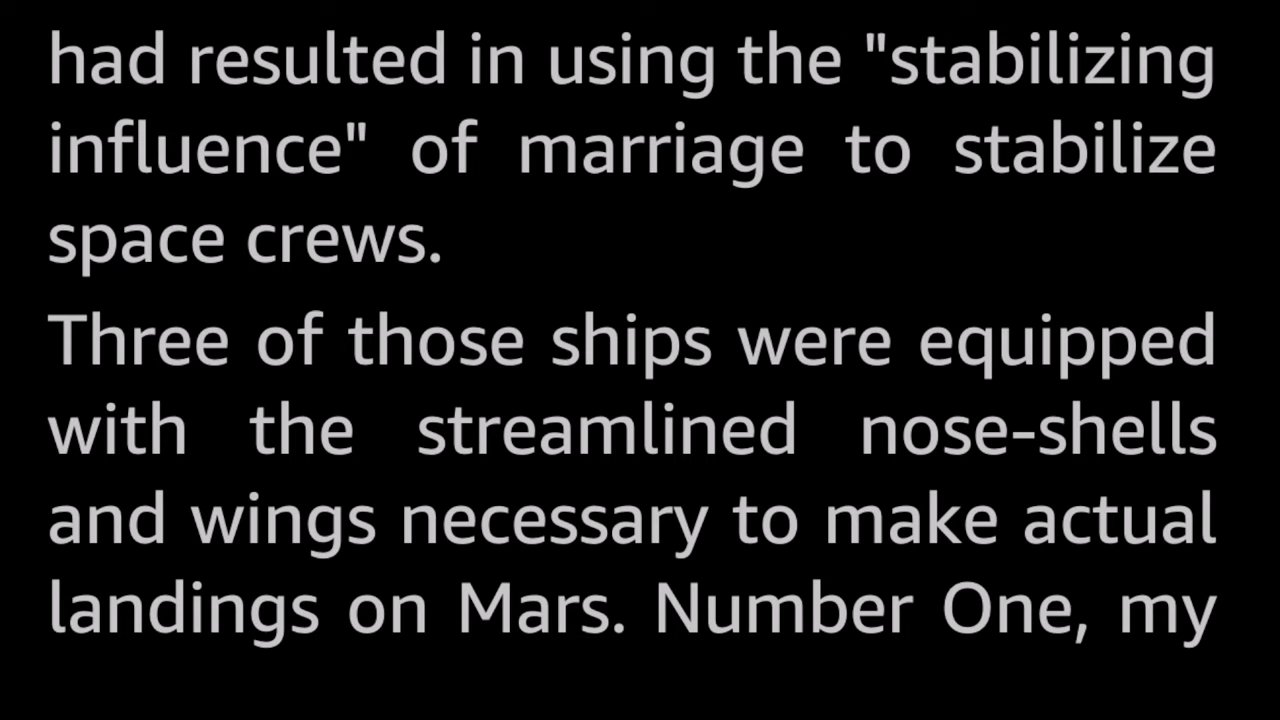 had resulted in using the "stabilizing
influence" of marriage to stabilize
space crews.
Three of those ships were equipped
with the streamlined nose-shells
and wings necessary to make actual
landings on Mars. Number One, my